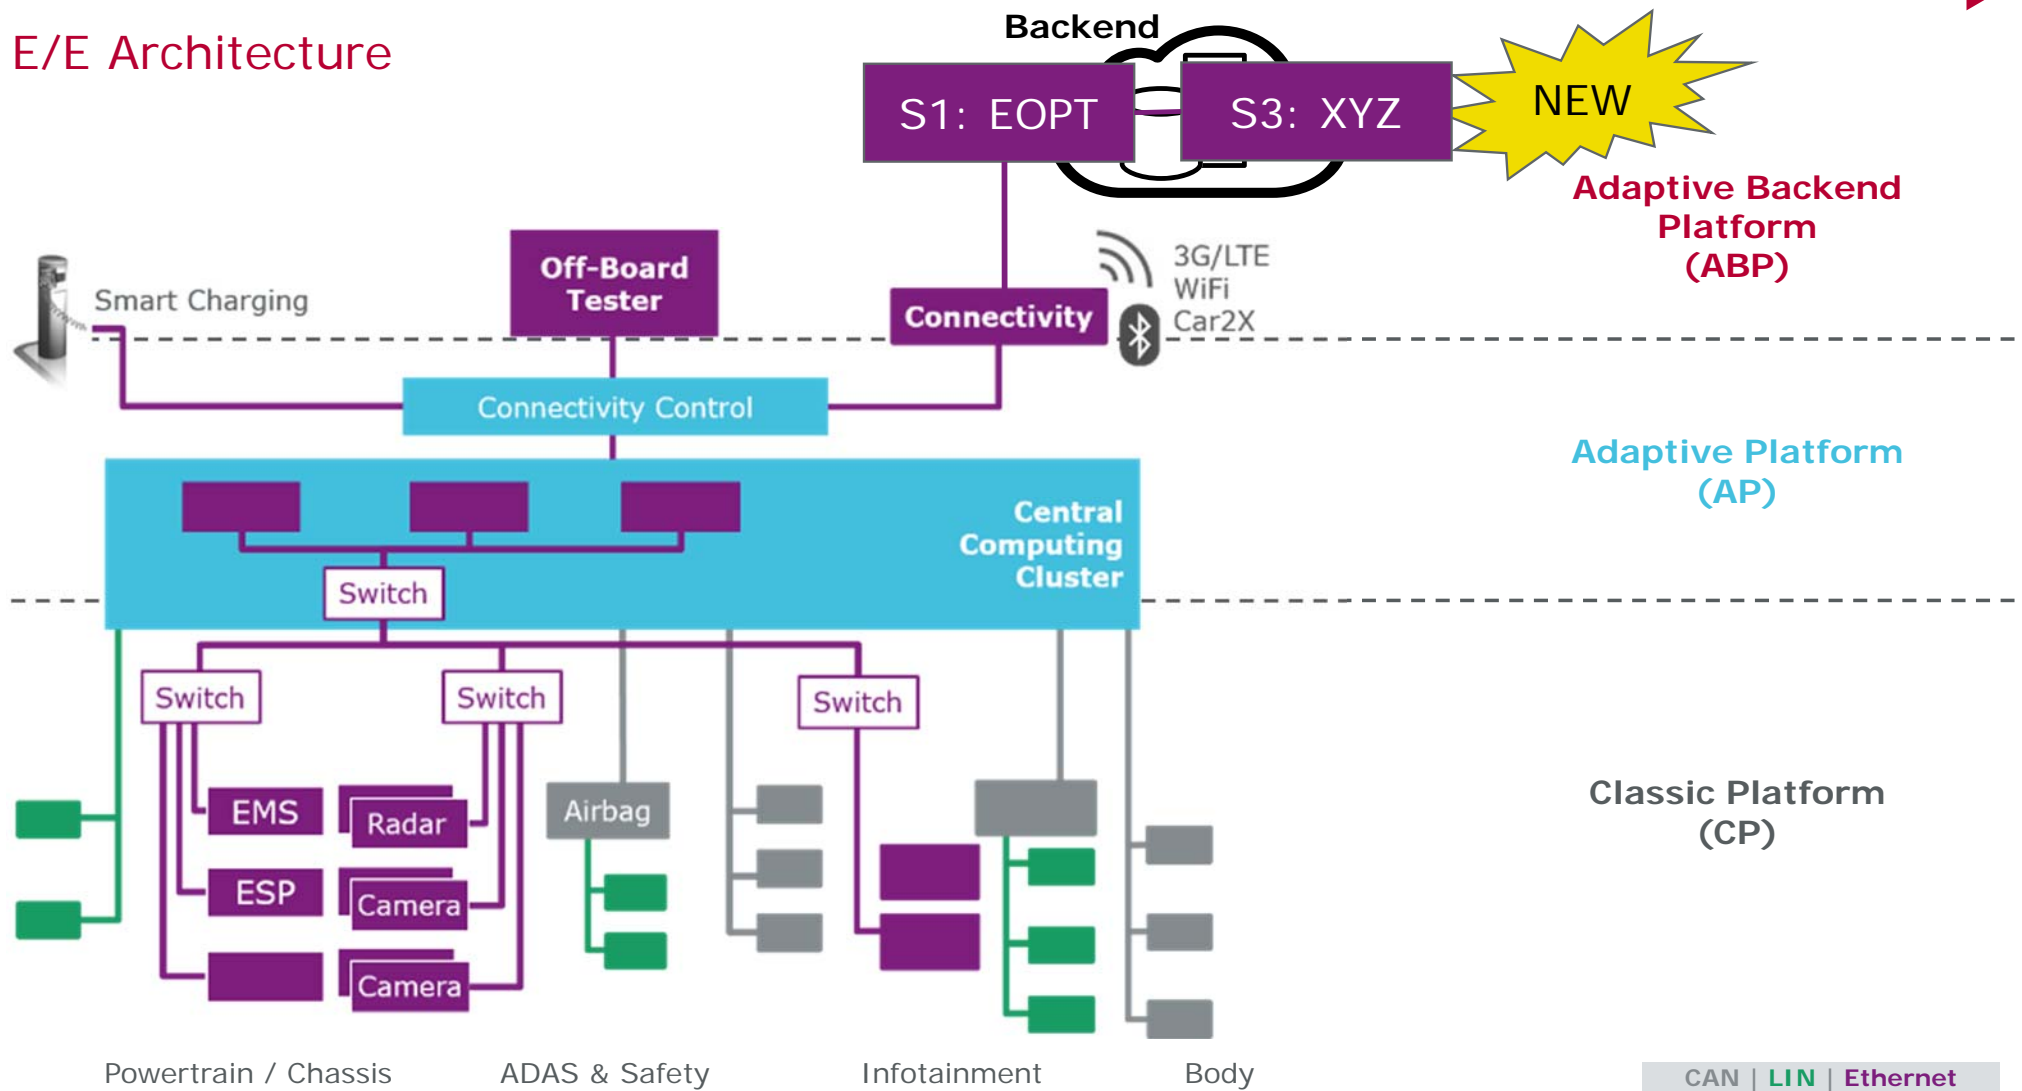 E/E Architecture
Backend
S1: EOPT
S3: XYZ
NEW
Adaptive Backend
Platform
(ABP)
Smart Charging
Off-Board
Tester
Connectivity
3G/LTE
WiFi
Car2X
Connectivity Control
Adaptive Platform
(AP)
Central
Computing
Cluster
Switch
Switch
Switch
Switch
EMS
Radar
Airbag
ESP
Camera
Camera
Classic Platform
(CP)
Powertrain / Chassis
ADAS & Safety
Infotainment
Body
CAN | LIN | Ethernet